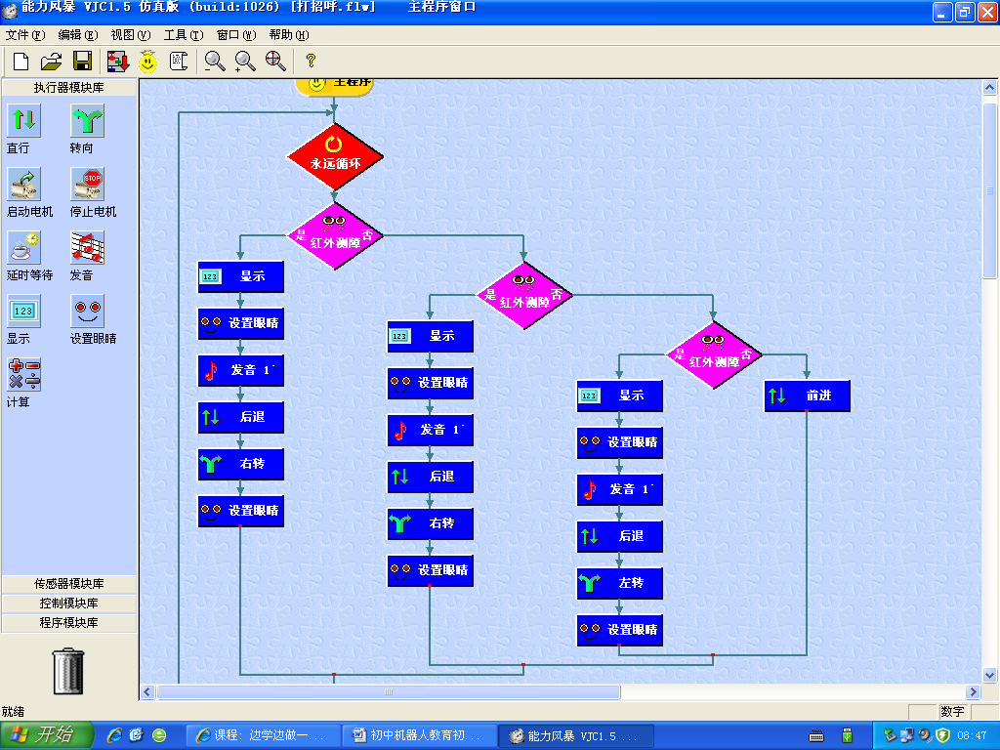 能力风暴 VJC1.5 仿真版 (build:1026) [打招呼.flw] 主程序窗口
文件(F) 编辑(E) 视图(V) 工具(T) 窗口(W) 帮助(H)
执行器模块库
直行 转向
启动电机 停止电机
延时等待 发音
显示 设置眼睛
计算
传感器模块库
控制模块库
程序模块库
主程序
永远循环
是 红外测障 否
显示
设置眼睛
发音 1`
后退
右转
设置眼睛
是 红外测障 否
显示
设置眼睛
发音 1`
后退
右转
设置眼睛
是 红外测障 否
显示
设置眼睛
发音 1`
后退
左转
设置眼睛
前进
就绪 数字
开始 课程: 边学边做一... 初中机器人教育初... 能力风暴 VJC1.5 ... 08:47